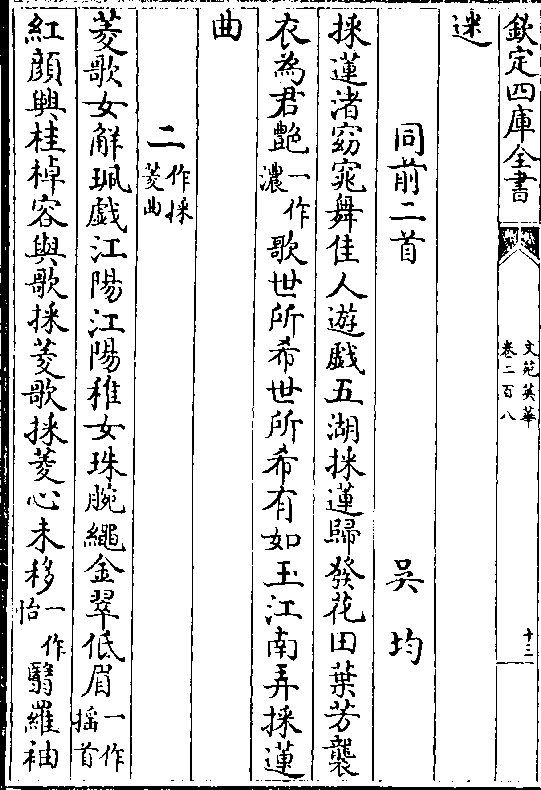 欽定四庫全書
文苑英華
卷二百八
十三
迷
同前二首 吳均
採蓮渚窈窕舞佳人遊戲五湖採蓮歸發花田葉芳襲
衣為君艷一作濃歌世所希世所希有如玉江南弄採蓮
曲
二作採菱曲
菱歌女解珮戲江陽江陽稚女珠腕繩金翠低眉一作揺首
紅顔興桂棹容與歌採菱歌採菱心未移一作怡翳羅袖